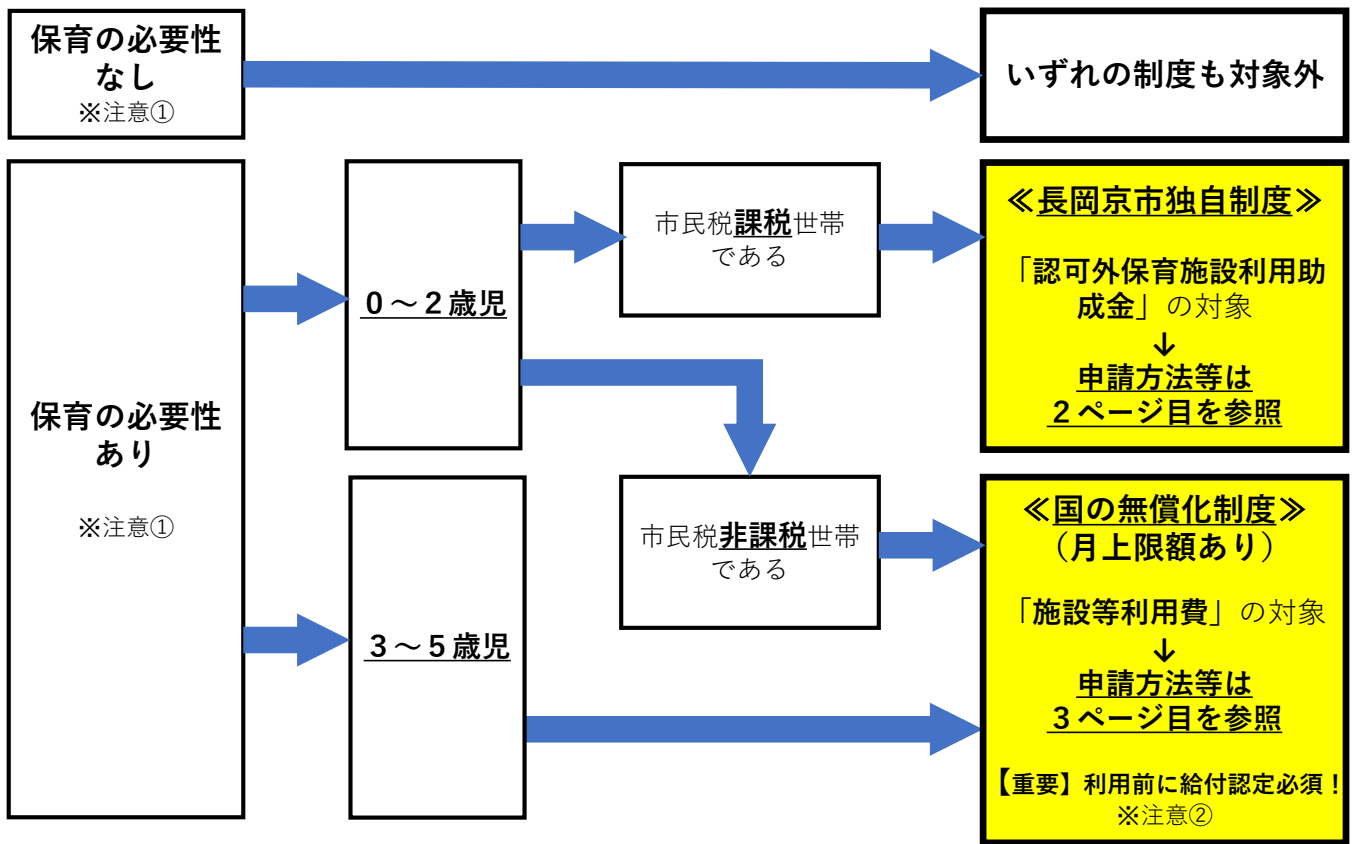 保育の必要性
なし
※注意①
いずれの制度も対象外
保育の必要性
あり
※注意①
０～２歳児
３～５歳児
市民税課税世帯
である
市民税非課税世帯
である
≪長岡京市独自制度≫
「認可外保育施設利用助
成金」の対象
↓
申請方法等は
２ページ目を参照
≪国の無償化制度≫
（月上限額あり）
「施設等利用費」の対象
↓
申請方法等は
３ページ目を参照
【重要】利用前に給付認定必須！
※注意②